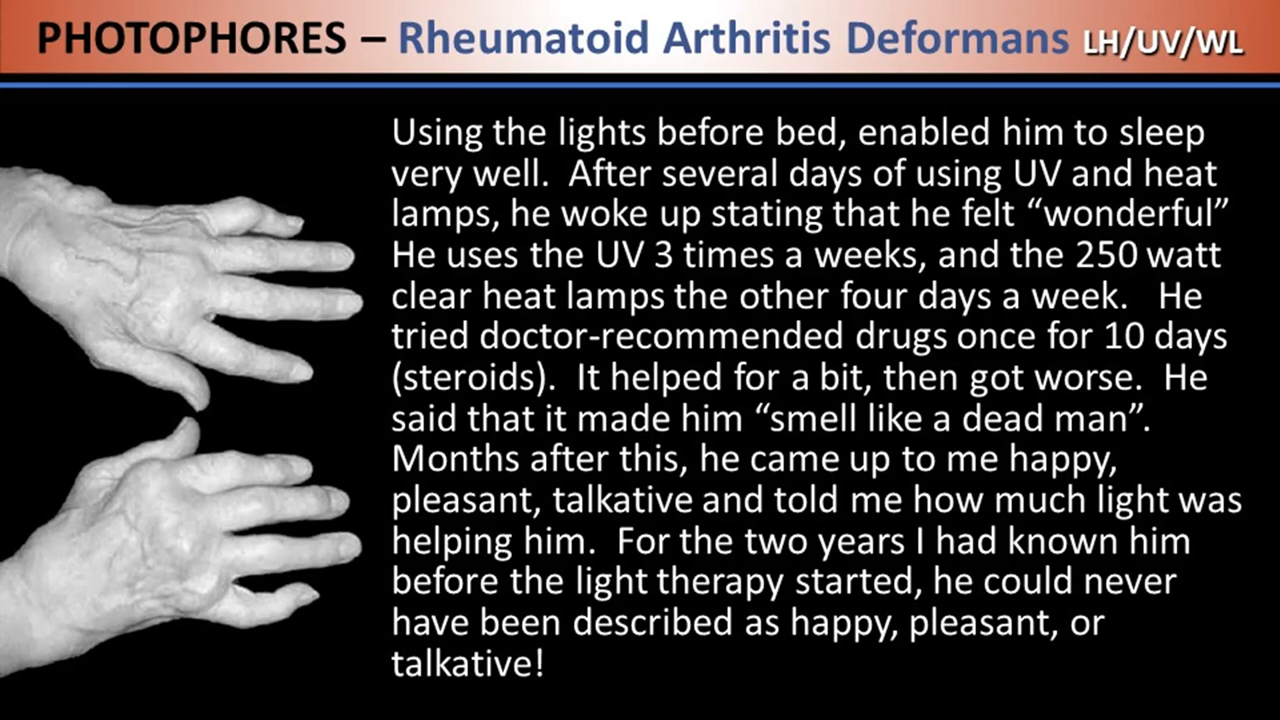 PHOTOPHORES – Rheumatoid Arthritis Deformans LH/UV/WL
Using the lights before bed, enabled him to sleep
very well.  After several days of using UV and heat
lamps, he woke up stating that he felt “wonderful”
He uses the UV 3 times a weeks, and the 250 watt
clear heat lamps the other four days a week.   He
tried doctor-recommended drugs once for 10 days
(steroids).  It helped for a bit, then got worse.  He
said that it made him “smell like a dead man”.
Months after this, he came up to me happy,
pleasant, talkative and told me how much light was
helping him.  For the two years I had known him
before the light therapy started, he could never
have been described as happy, pleasant, or
talkative!